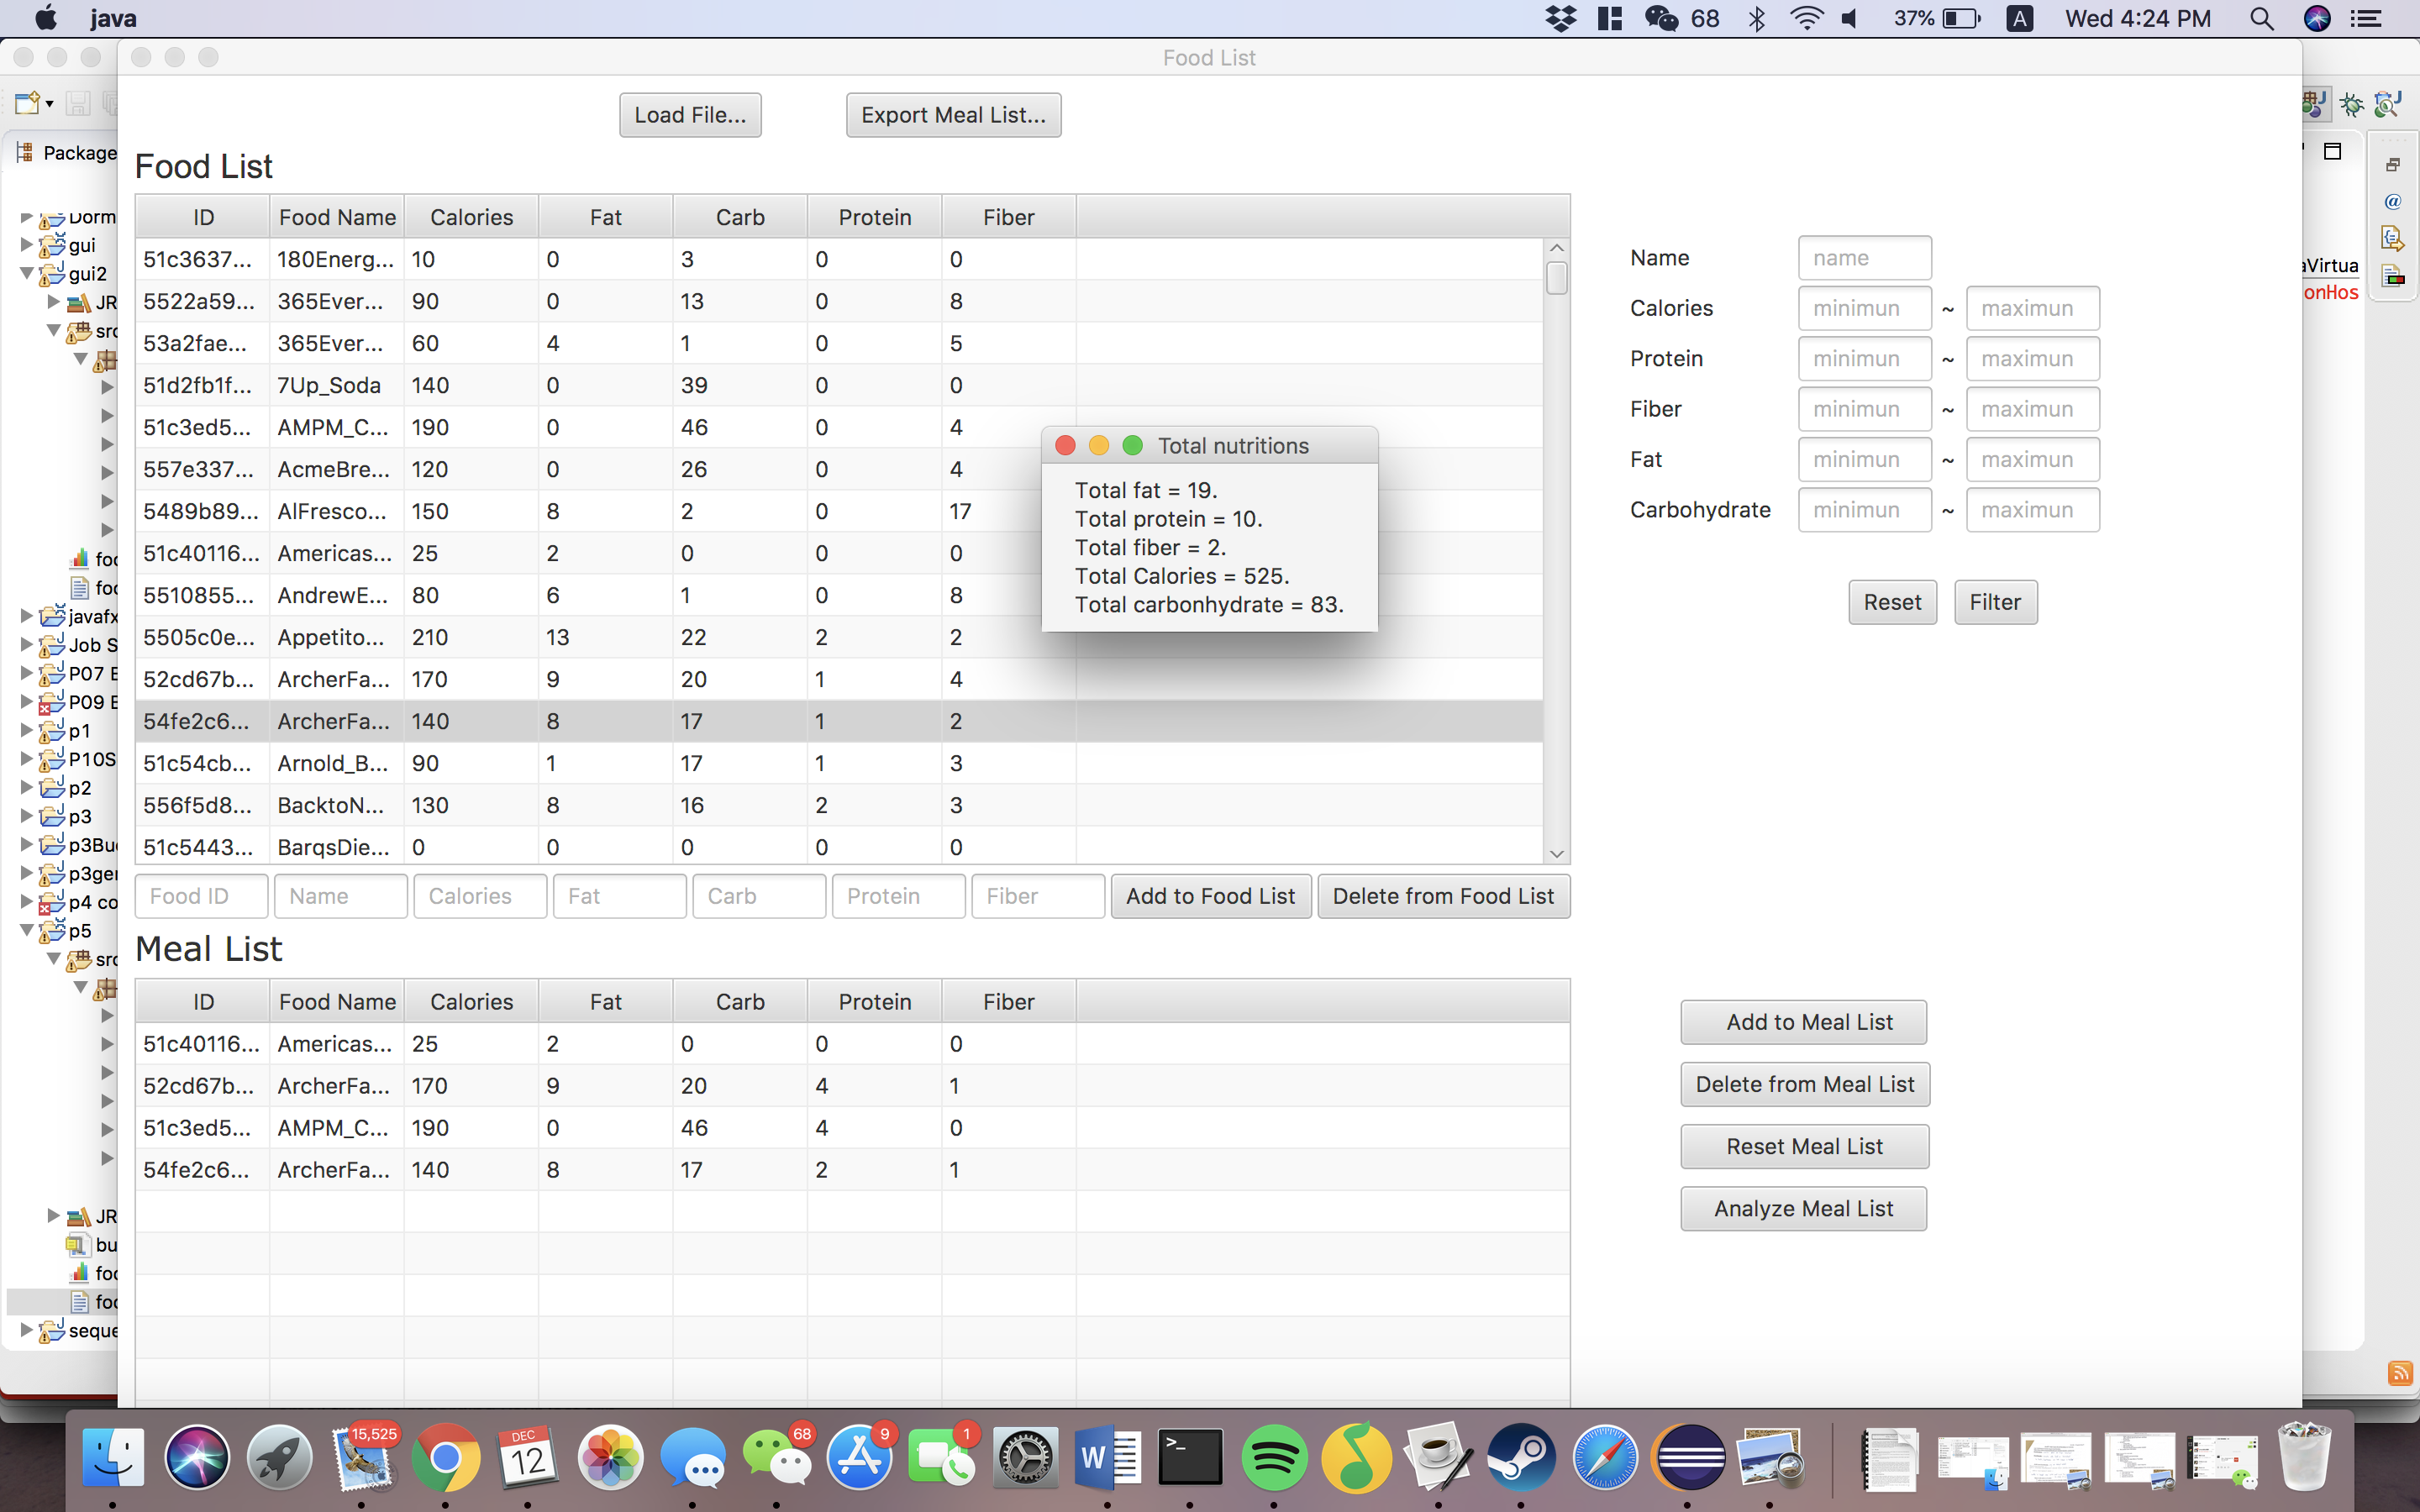 java 68 37% A Wed 4:24 PM
Food List
Load File... Export Meal List...
Package
Food List
ID Food Name Calories Fat Carb Protein Fiber
51c3637... 180Energ... 10 0 3 0 0
5522a59... 365Ever... 90 0 13 0 8
53a2fae... 365Ever... 60 4 1 0 5
51d2fb1f... 7Up_Soda 140 0 39 0 0
51c3ed5... AMPM_C... 190 0 46 0 4
557e337... AcmeBre... 120 0 26 0 4
5489b89... AlFresco... 150 8 2 0 17
51c40116... Americas... 25 2 0 0 0
5510855... AndrewE... 80 6 1 0 8
5505c0e... Appetito... 210 13 22 2 2
52cd67b... ArcherFa... 170 9 20 1 4
54fe2c6... ArcherFa... 140 8 17 1 2
51c54cb... Arnold_B... 90 1 17 1 3
556f5d8... BacktoN... 130 8 16 2 3
51c5443... BarqsDie... 0 0 0 0 0
Food ID Name Calories Fat Carb Protein Fiber Add to Food List Delete from Food List
Total nutritions
Total fat = 19.
Total protein = 10.
Total fiber = 2.
Total Calories = 525.
Total carbonhydrate = 83.
Name name
Calories minimun ~ maximun
Protein minimun ~ maximun
Fiber minimun ~ maximun
Fat minimun ~ maximun
Carbohydrate minimun ~ maximun
Reset Filter
aVirtua
onHos
Meal List
ID Food Name Calories Fat Carb Protein Fiber
51c40116... Americas... 25 2 0 0 0
52cd67b... ArcherFa... 170 9 20 4 1
51c3ed5... AMPM_C... 190 0 46 4 0
54fe2c6... ArcherFa... 140 8 17 2 1
Add to Meal List
Delete from Meal List
Reset Meal List
Analyze Meal List
Dorm
gui
gui2
JR
src
foo
foo
javafx
Job S
P07 E
P09 E
p1
P10S
p2
p3
p3Bu
p3ger
p4 co
p5
src
JR
bu
foo
foo
seque
15,525 DEC 12 68 9 1
W >_